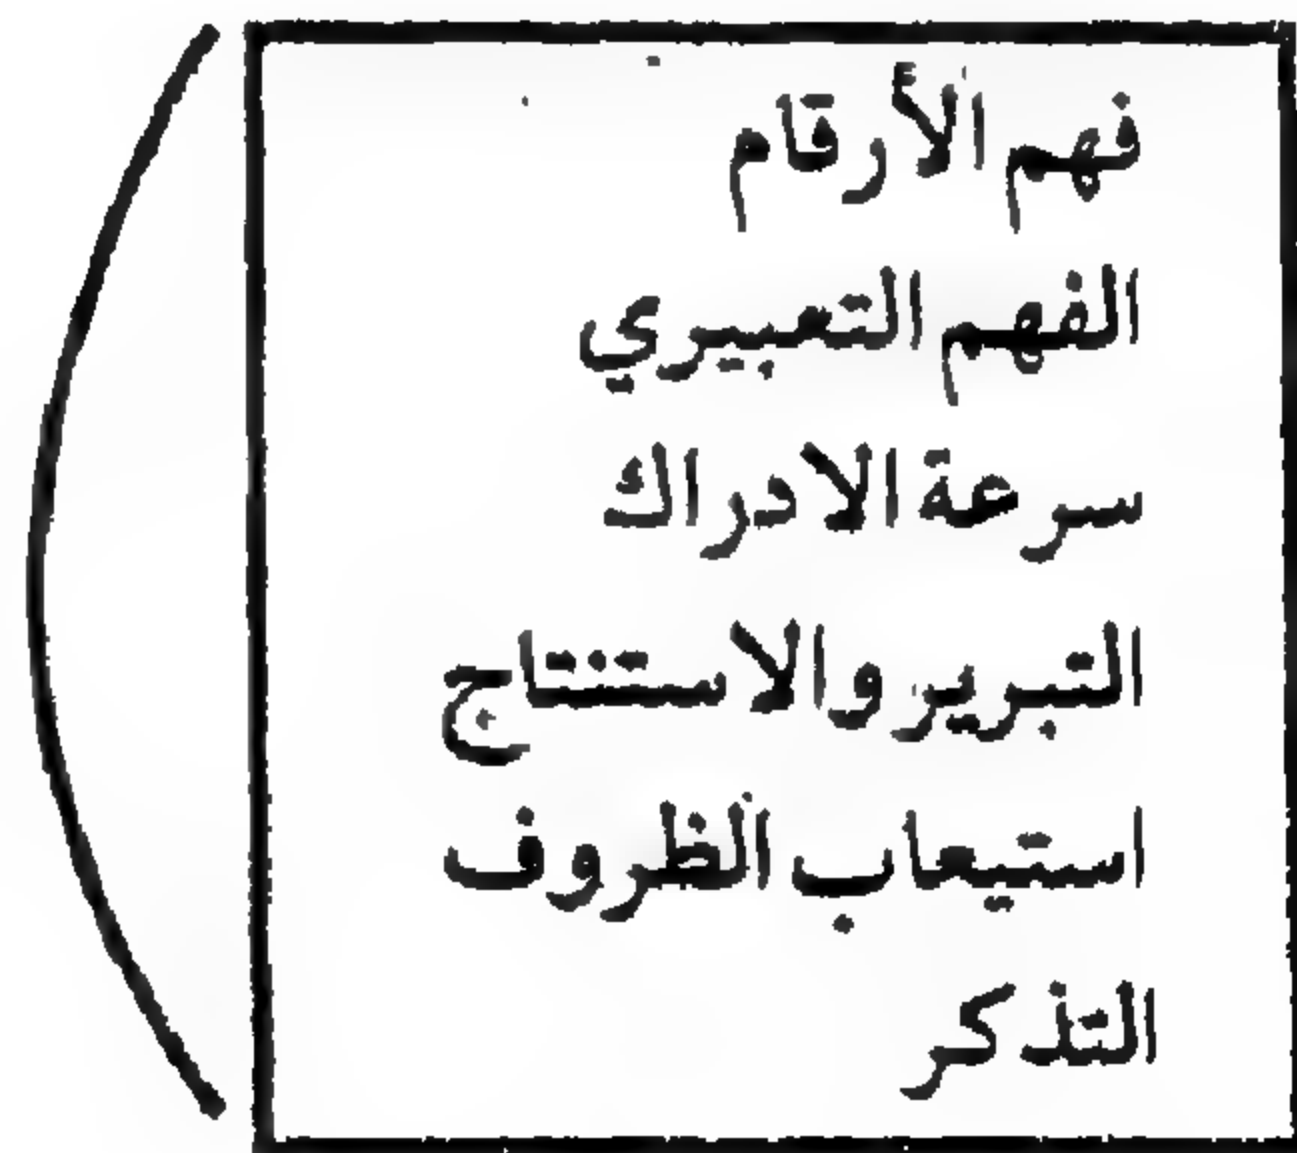 فهم الأرقام
الفهم التعبيري
سرعة الادراك
التبرير والاستنتاج
استيعاب الظروف
التذكر